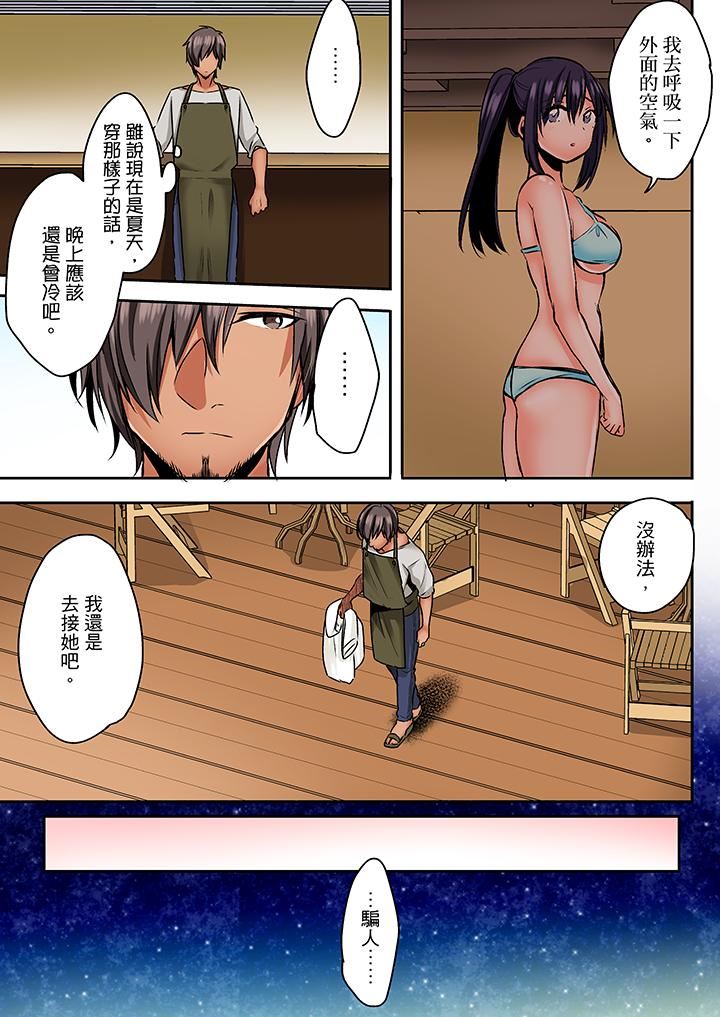 我去呼吸一下
外面的空氣。
……
雖說現在是夏天，
穿那樣子的話，
晚上應該
還是會冷吧。
……
沒辦法，
我還是
去接她吧。
…騙人……